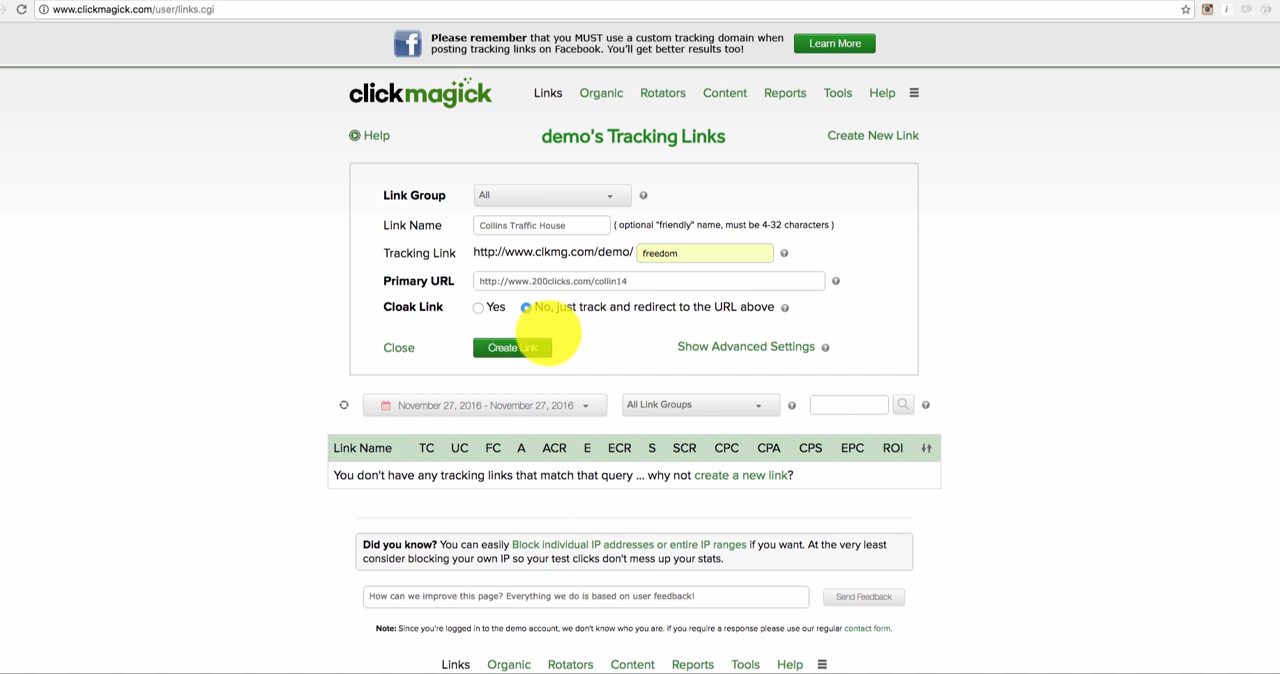 www.clickmagick.com/user/links.cgi
Please remember that you MUST use a custom tracking domain when
posting tracking links on Facebook. You'll get better results too!
Learn More
clickmagick
Links Organic Rotators Content Reports Tools Help
Help
demo's Tracking Links
Create New Link
Link Group All
Link Name Collins Traffic House ( optional "friendly" name, must be 4-32 characters )
Tracking Link http://www.clkmg.com/demo/ freedom
Primary URL http://www.200clicks.com/collin14
Cloak Link Yes No, just track and redirect to the URL above
Close Create Link Show Advanced Settings
November 27, 2016 - November 27, 2016 All Link Groups
Link Name TC UC FC A ACR E ECR S SCR CPC CPA CPS EPC ROI
You don't have any tracking links that match that query ... why not create a new link?
Did you know? You can easily Block individual IP addresses or entire IP ranges if you want. At the very least
consider blocking your own IP so your test clicks don't mess up your stats.
How can we improve this page? Everything we do is based on user feedback! Send Feedback
Note: Since you're logged in to the demo account, we don't know who you are. If you require a response please use our regular contact form.
Links Organic Rotators Content Reports Tools Help